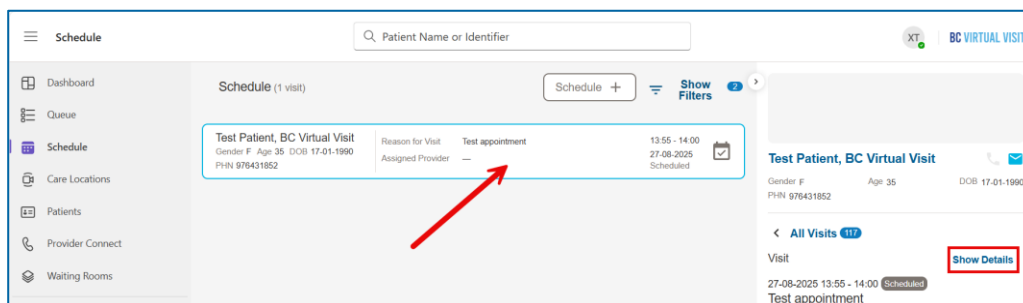 Schedule
Patient Name or Identifier
XT
BC VIRTUAL VISIT
Dashboard
Queue
Schedule
Care Locations
Patients
Provider Connect
Waiting Rooms
Schedule (1 visit)
Schedule +
Show Filters 2
Test Patient, BC Virtual Visit
Gender F Age 35 DOB 17-01-1990
PHN 976431852
Reason for Visit Test appointment
Assigned Provider —
13:55 - 14:00
27-08-2025
Scheduled
Test Patient, BC Virtual Visit
Gender F Age 35 DOB 17-01-1990
PHN 976431852
All Visits 117
Visit Show Details
27-08-2025 13:55 - 14:00 Scheduled
Test appointment